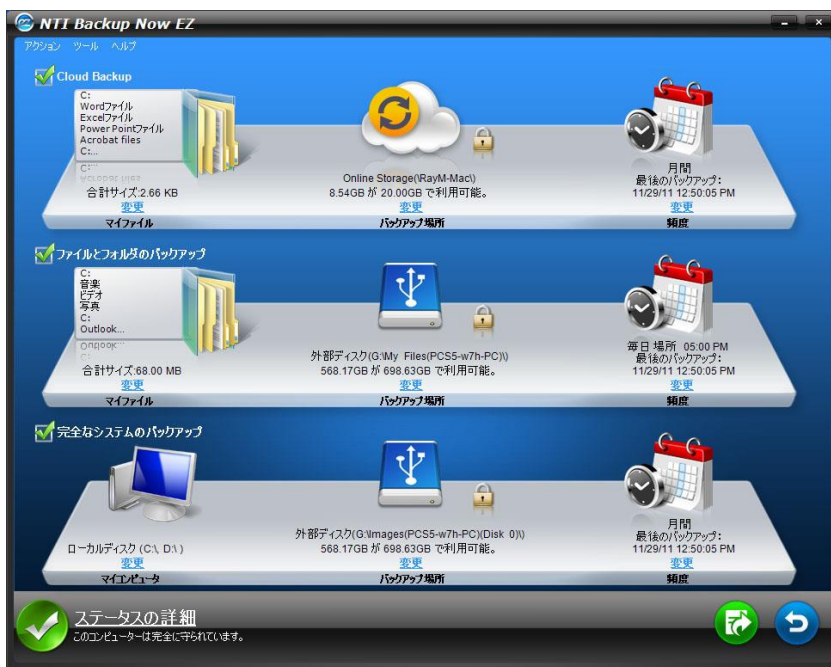 NTI Backup Now EZ
アクション ツール ヘルプ
Cloud Backup
C:
Wordファイル
Excelファイル
Power Pointファイル
Acrobat files
C:...
合計サイズ:2.66 KB
変更
マイファイル
Online Storage(\RayM-Mac\)
8.54GB が 20.00GB で利用可能。
変更
バックアップ場所
月間
最後のバックアップ:
11/29/11 12:50:05 PM
変更
頻度
ファイルとフォルダのバックアップ
C:
音楽
ビデオ
写真
C:
Outlook...
合計サイズ:68.00 MB
変更
マイファイル
外部ディスク(G:\My Files(PCS5-w7h-PC)\)
568.17GB が 698.63GB で利用可能。
変更
バックアップ場所
毎日 場所 05:00 PM
最後のバックアップ:
11/29/11 12:50:05 PM
変更
頻度
完全なシステムのバックアップ
ローカルディスク (C:\, D:\ )
変更
マイコンピュータ
外部ディスク(G:\Images(PCS5-w7h-PC)(Disk 0)\)
568.17GB が 698.63GB で利用可能。
変更
バックアップ場所
月間
最後のバックアップ:
11/29/11 12:50:05 PM
変更
頻度
ステータスの詳細
このコンピューターは完全に守られています。